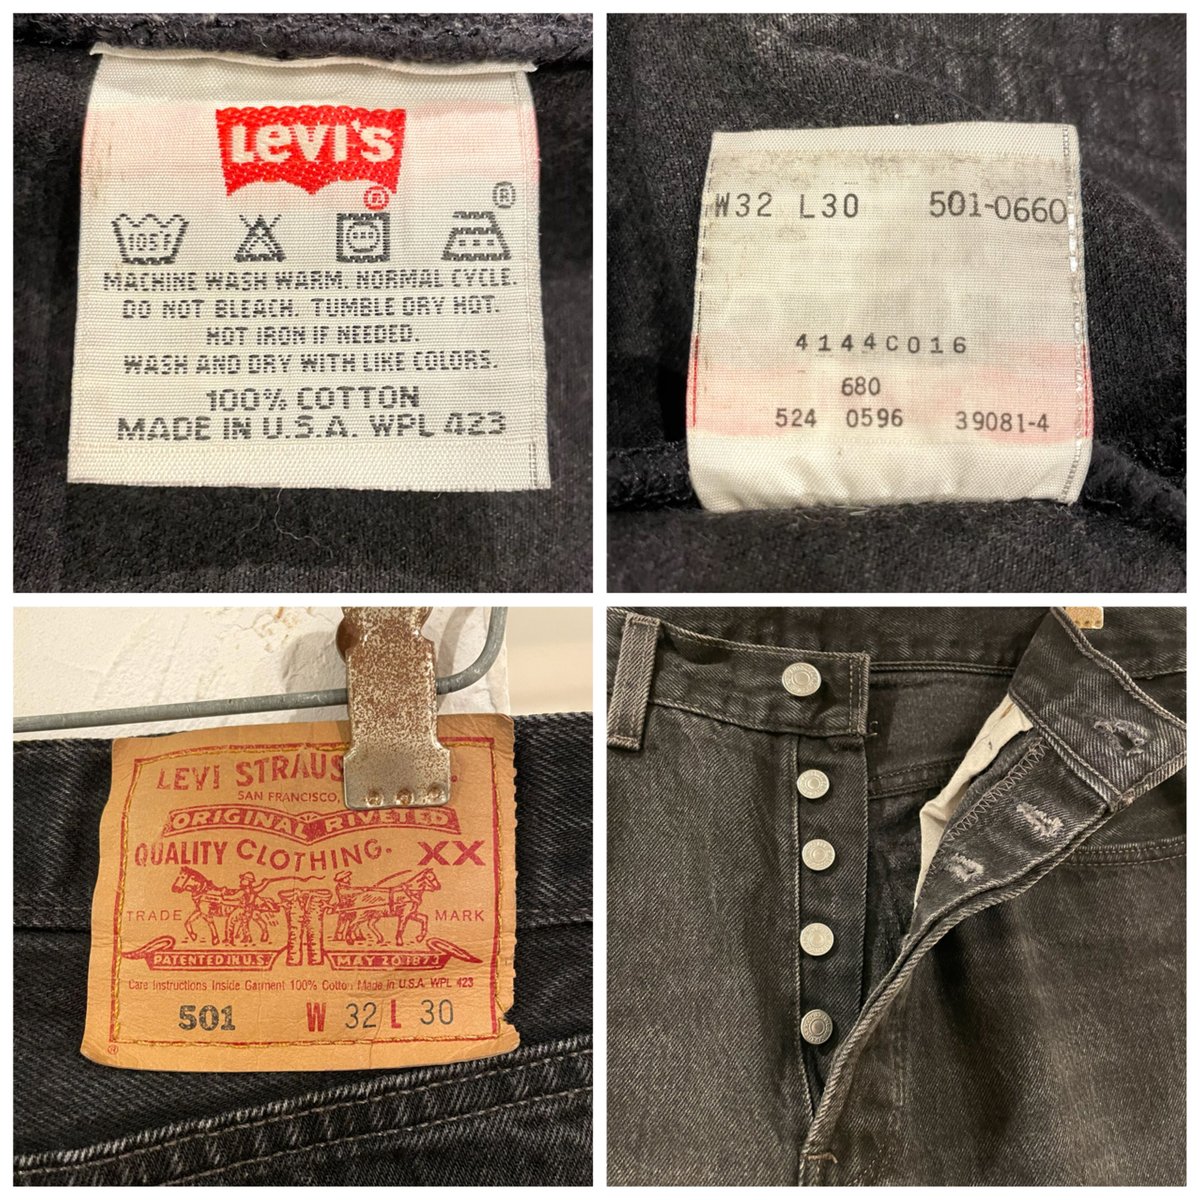 Levi's
®
®
105F
MACHINE WASH WARM. NORMAL CYCLE.
DO NOT BLEACH. TUMBLE DRY HOT.
HOT IRON IF NEEDED.
WASH AND DRY WITH LIKE COLORS.
100% COTTON
MADE IN U.S.A. WPL 423
W32 L30 501-0660
4144C016
680
524 0596 39081-4
LEVI
SAN FRANCISCO,
ORIGINAL RIVETED
QUALITY CLOTHING. XX
TRADE MARK
PATENTED IN U.S. MAY 20 1873
Care Instructions Inside Garment 100% Cotton Made in U.S.A. WPL 423
501 W 32 L 30
®